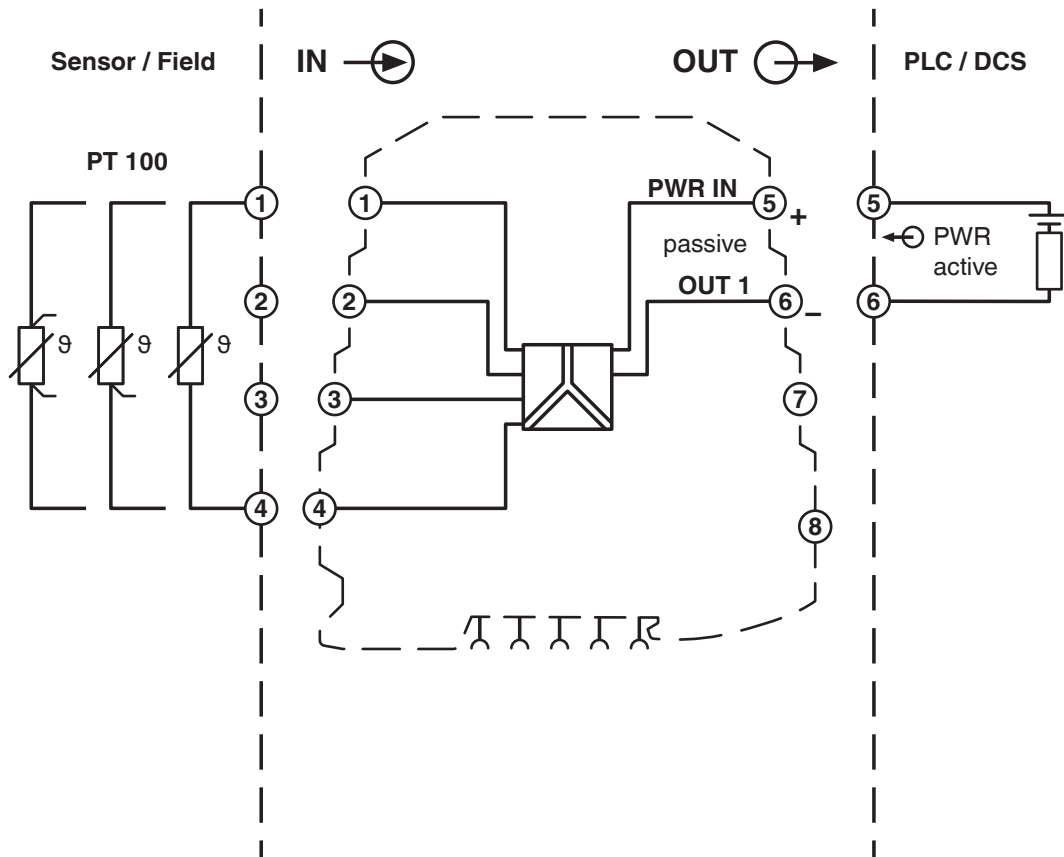 Sensor / Field
IN
OUT
PLC / DCS
PT 100
1
1
PWR IN
5
+
5
PWR
active
passive
2
2
OUT 1
6
–
6
ϑ
ϑ
ϑ
3
3
7
4
4
8